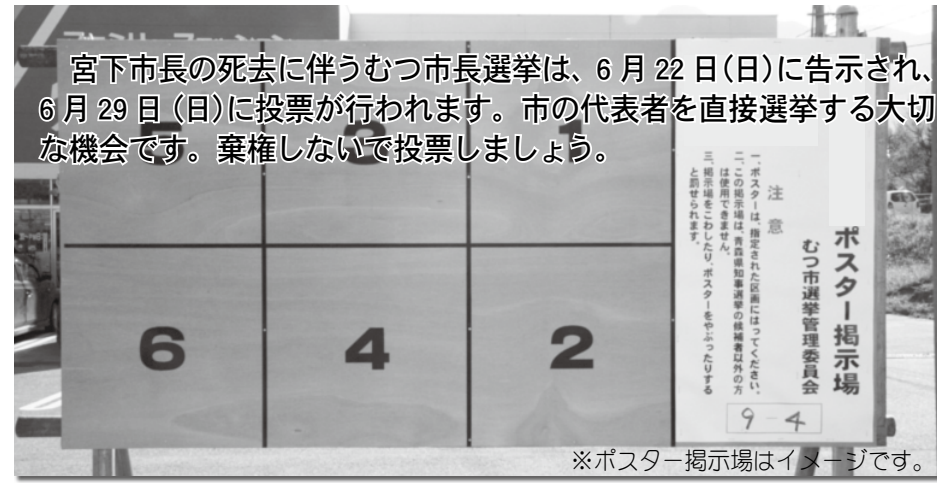 宮下市長の死去に伴うむつ市長選挙は、6月22日(日)に告示され、
6月29日(日)に投票が行われます。市の代表者を直接選挙する大切
な機会です。棄権しないで投票しましょう。
5
3
1
6
4
2
ポスター掲示場
むつ市選挙管理委員会
注意
一、ポスターは、指定された区画にはってください。
二、この掲示場は、青森県知事選挙の候補者以外の方
は使用できません。
三、掲示場をこわしたり、ポスターをやぶったりする
と罰せられます。
9-4
※ポスター掲示場はイメージです。